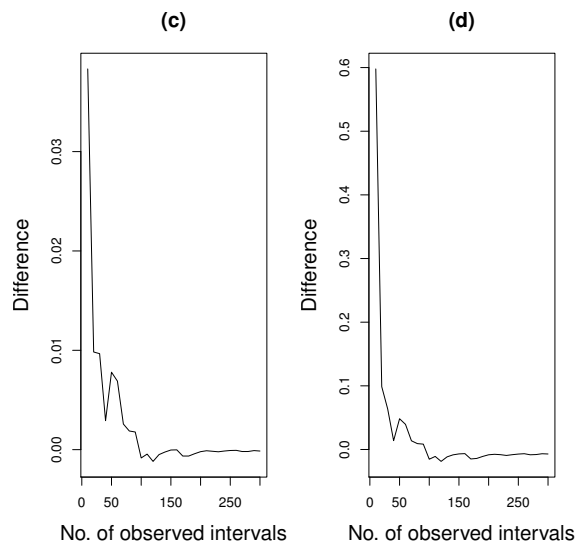 (c)
Difference
0.03
0.02
0.01
0.00
0 50 150 250
No. of observed intervals
(d)
Difference
0.6
0.5
0.4
0.3
0.2
0.1
0.0
0 50 150 250
No. of observed intervals